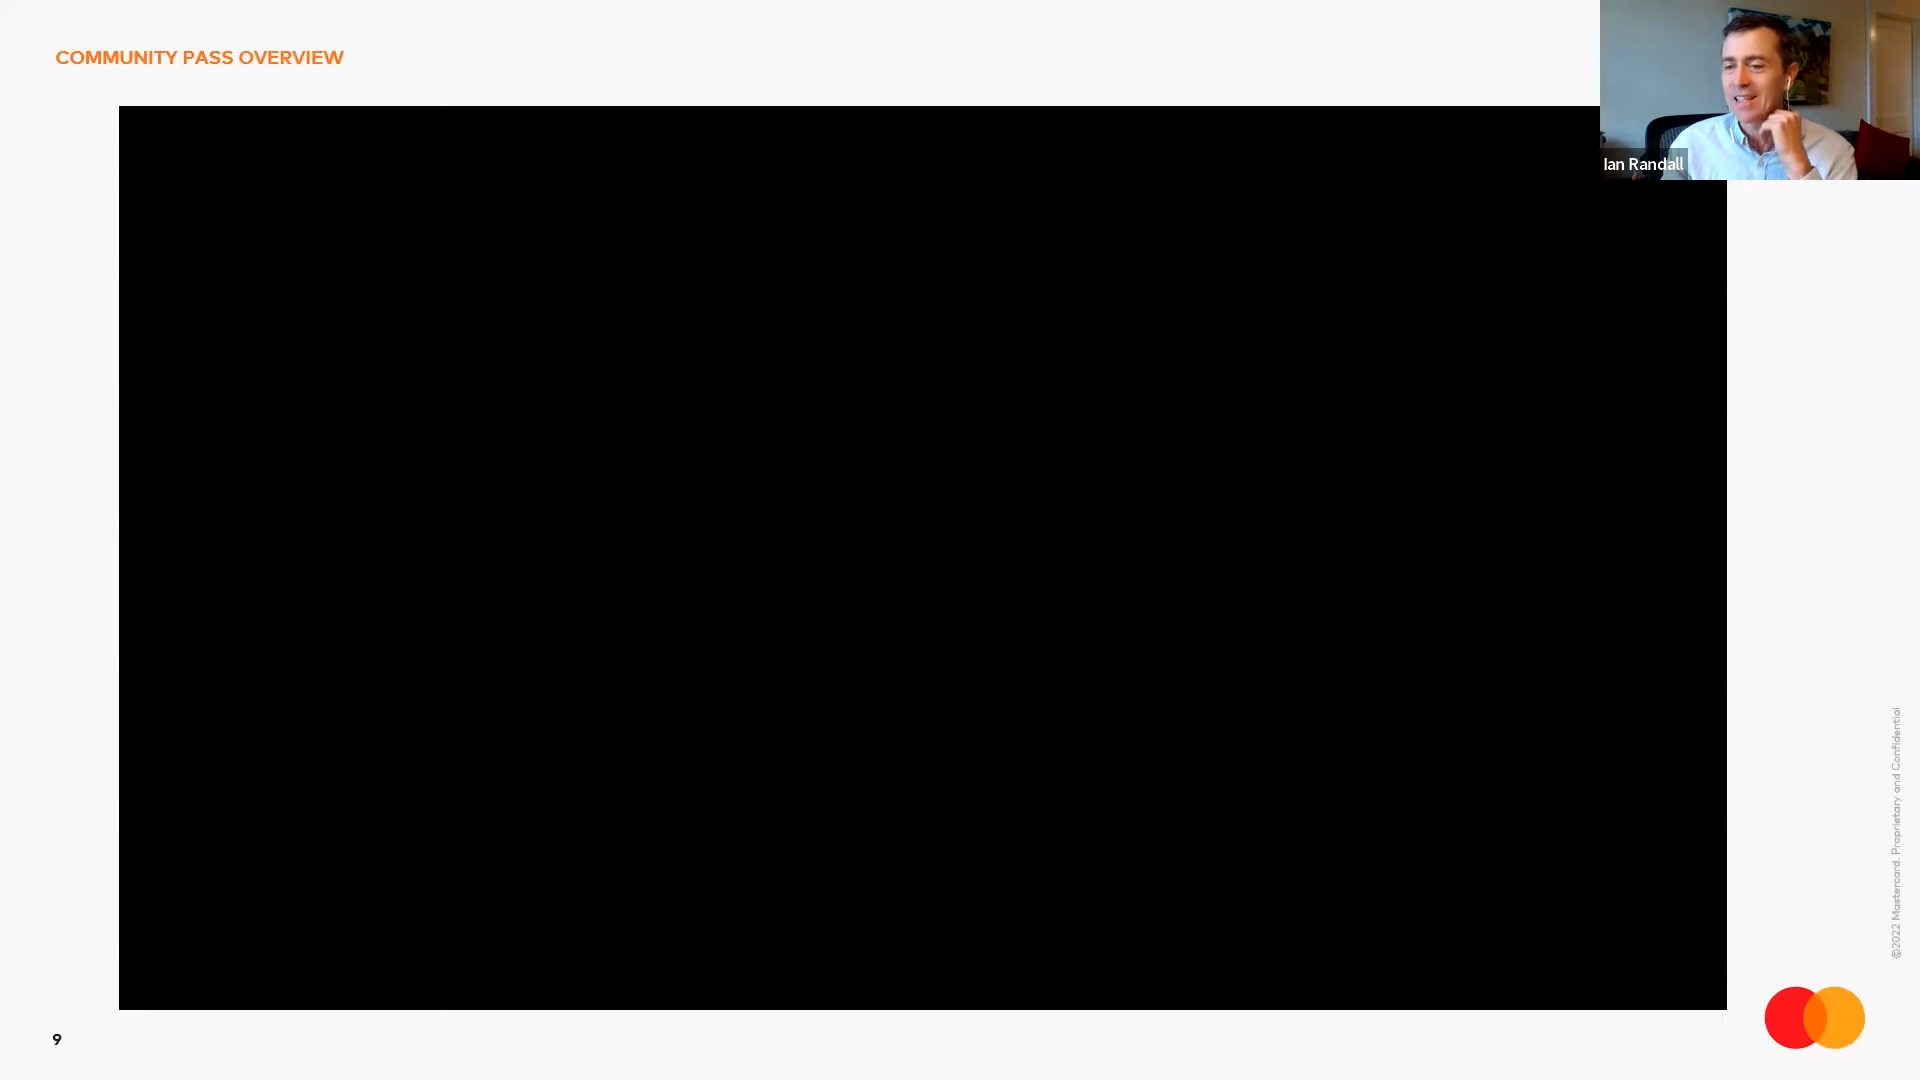 COMMUNITY PASS OVERVIEW
Ian Randall
©2022 Mastercard. Proprietary and Confidential
9